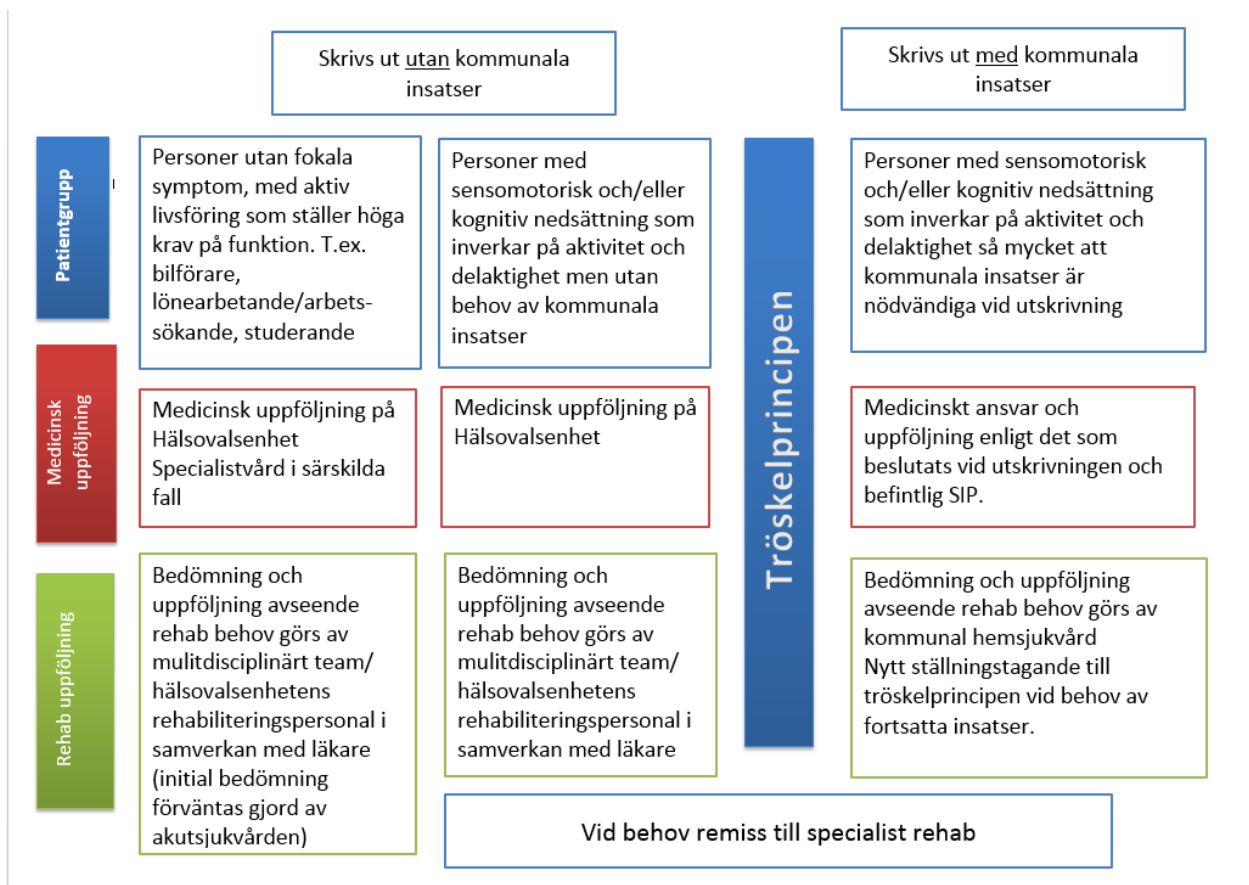 Skrivs ut utan kommunala
insatser
Skrivs ut med kommunala
insatser
Patientgrupp
Personer utan fokala
symptom, med aktiv
livsföring som ställer höga
krav på funktion. T.ex.
bilförare,
lönearbetande/arbets-
sökande, studerande
Personer med
sensomotorisk och/eller
kognitiv nedsättning som
inverkar på aktivitet och
delaktighet men utan
behov av kommunala
insatser
Tröskelprincipen
Personer med sensomotorisk
och/eller kognitiv nedsättning
som inverkar på aktivitet och
delaktighet så mycket att
kommunala insatser är
nödvändiga vid utskrivning
Medicinsk
uppföljning
Medicinsk uppföljning på
Hälsovalsenhet
Specialistvård i särskilda
fall
Medicinsk uppföljning på
Hälsovalsenhet
Medicinskt ansvar och
uppföljning enligt det som
beslutats vid utskrivningen och
befintlig SIP.
Rehab uppföljning
Bedömning och
uppföljning avseende
rehab behov görs av
mulitdisciplinärt team/
hälsovalsenhetens
rehabiliteringspersonal i
samverkan med läkare
(initial bedömning
förväntas gjord av
akutsjukvården)
Bedömning och
uppföljning avseende
rehab behov görs av
mulitdisciplinärt team/
hälsovalsenhetens
rehabiliteringspersonal i
samverkan med läkare
Bedömning och uppföljning
avseende rehab behov görs av
kommunal hemsjukvård
Nytt ställningstagande till
tröskelprincipen vid behov av
fortsatta insatser.
Vid behov remiss till specialist rehab